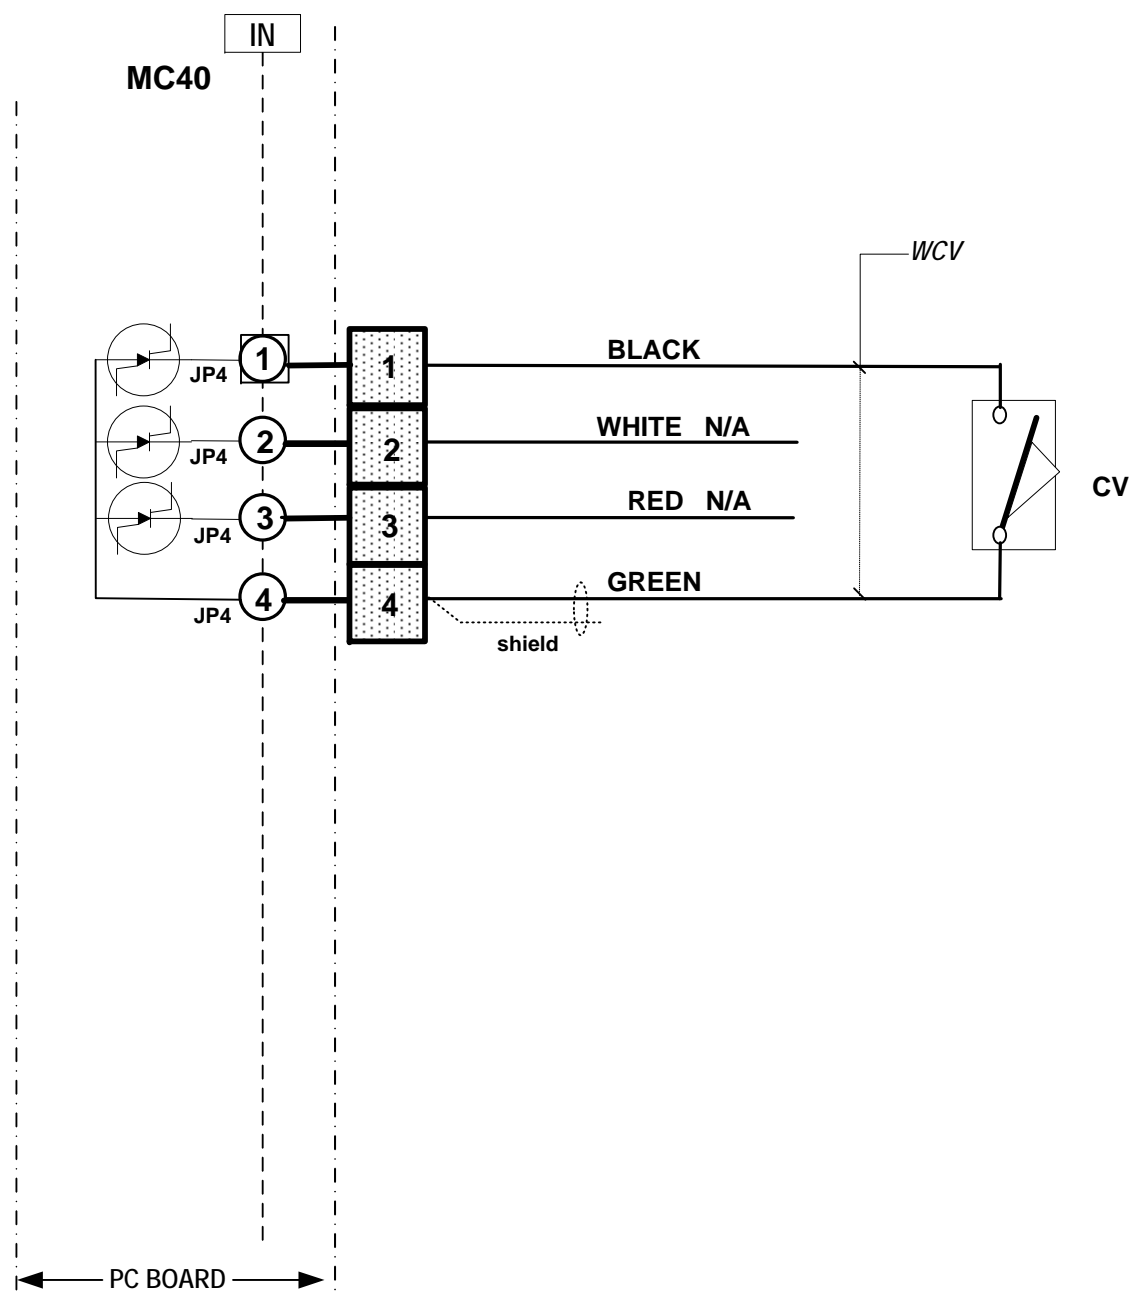 IN
MC40
WCV
1 1 BLACK
JP4
2 2 WHITE N/A
JP4
CV
3 3 RED N/A
JP4
4 4 GREEN
JP4
shield
PC BOARD